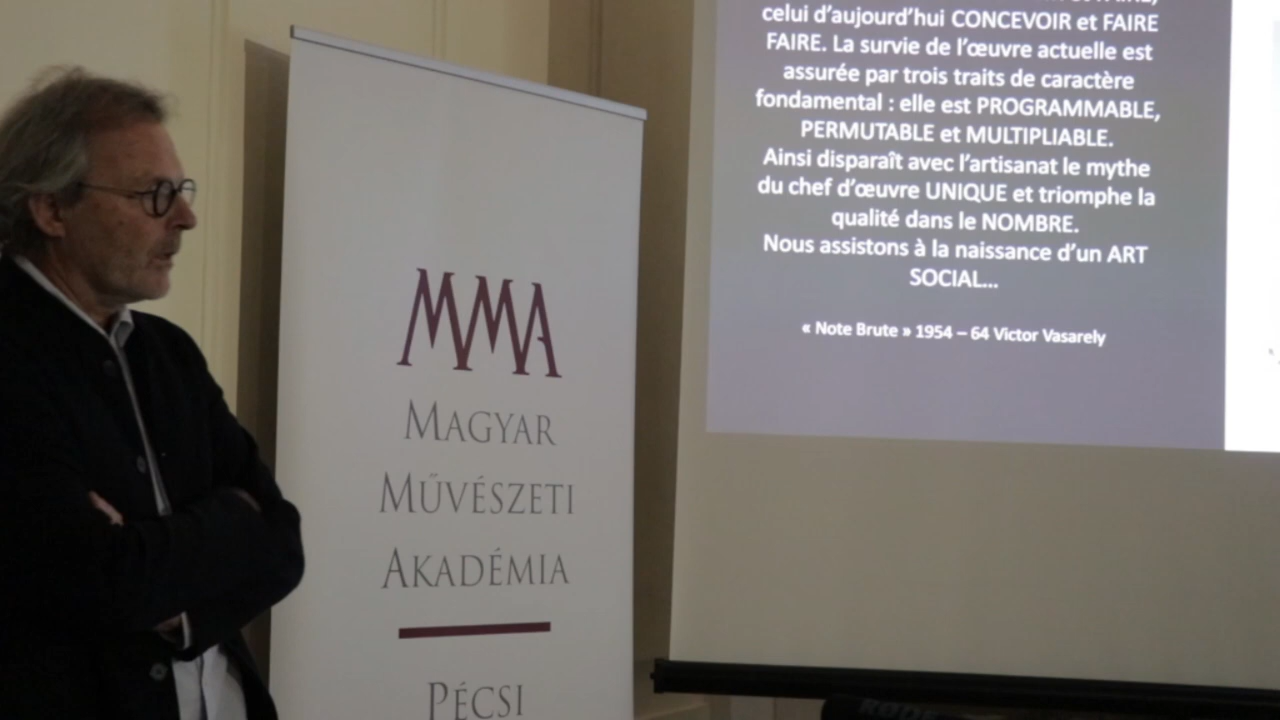 MMA
MAGYAR
MŰVÉSZETI
AKADÉMIA
PÉCSI
celui d’aujourd’hui CONCEVOIR et FAIRE
FAIRE. La survie de l’œuvre actuelle est
assurée par trois traits de caractère
fondamental : elle est PROGRAMMABLE,
PERMUTABLE et MULTIPLIABLE.
Ainsi disparaît avec l’artisanat le mythe
du chef d’œuvre UNIQUE et triomphe la
qualité dans le NOMBRE.
Nous assistons à la naissance d’un ART
SOCIAL...
« Note Brute » 1954 – 64 Victor Vasarely